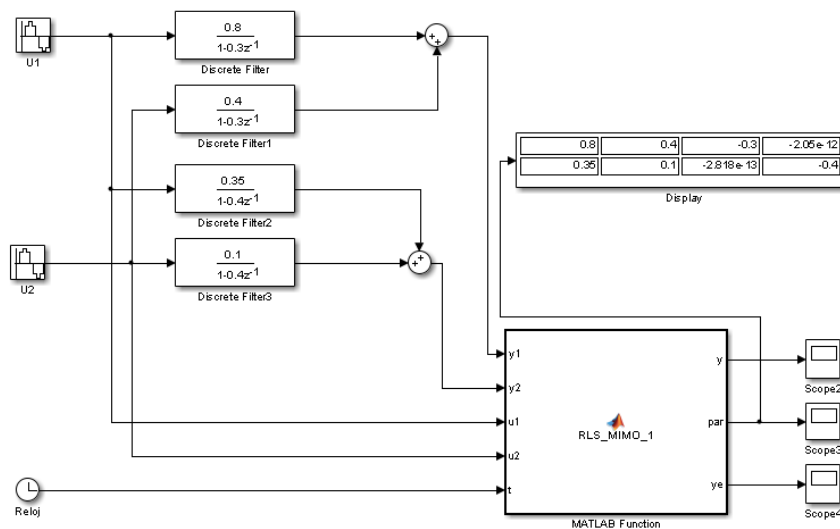 U1
0.8
1-0.3z-1
Discrete Filter
0.4
1-0.3z-1
Discrete Filter1
0.35
1-0.4z-1
Discrete Filter2
U2
0.1
1-0.4z-1
Discrete Filter3
0.8 0.4 -0.3 -2.05e-12
0.35 0.1 -2.818e-13 -0.4
Display
y1
y2
u1
u2
t
RLS_MIMO_1
y
par
ye
MATLAB Function
Scope2
Scope3
Scope4
Reloj